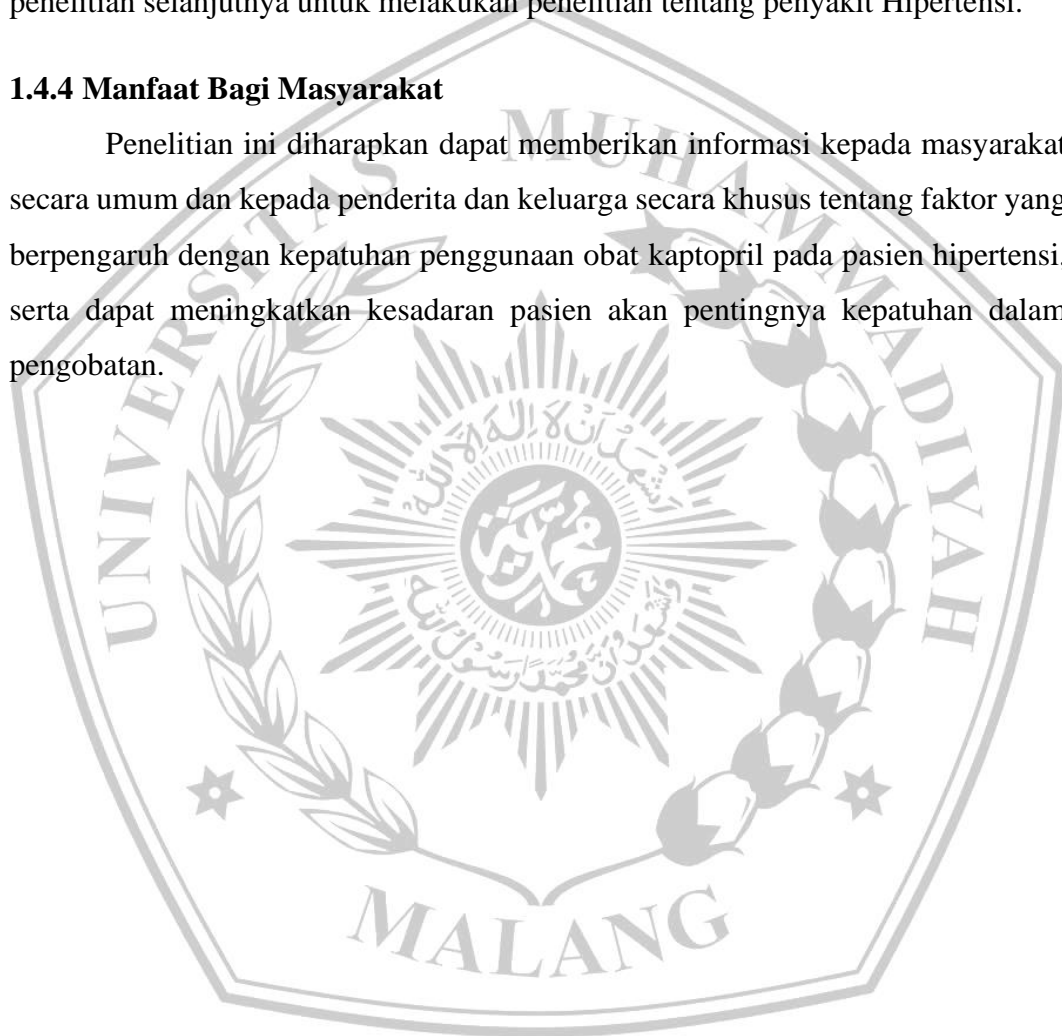 penelitian selanjutnya untuk melakukan penelitian tentang penyakit Hipertensi.
1.4.4 Manfaat Bagi Masyarakat
Penelitian ini diharapkan dapat memberikan informasi kepada masyarakat
secara umum dan kepada penderita dan keluarga secara khusus tentang faktor yang
berpengaruh dengan kepatuhan penggunaan obat kaptopril pada pasien hipertensi,
serta dapat meningkatkan kesadaran pasien akan pentingnya kepatuhan dalam
pengobatan.
UNIVERSITAS MUHAMMADIYAH
MALANG